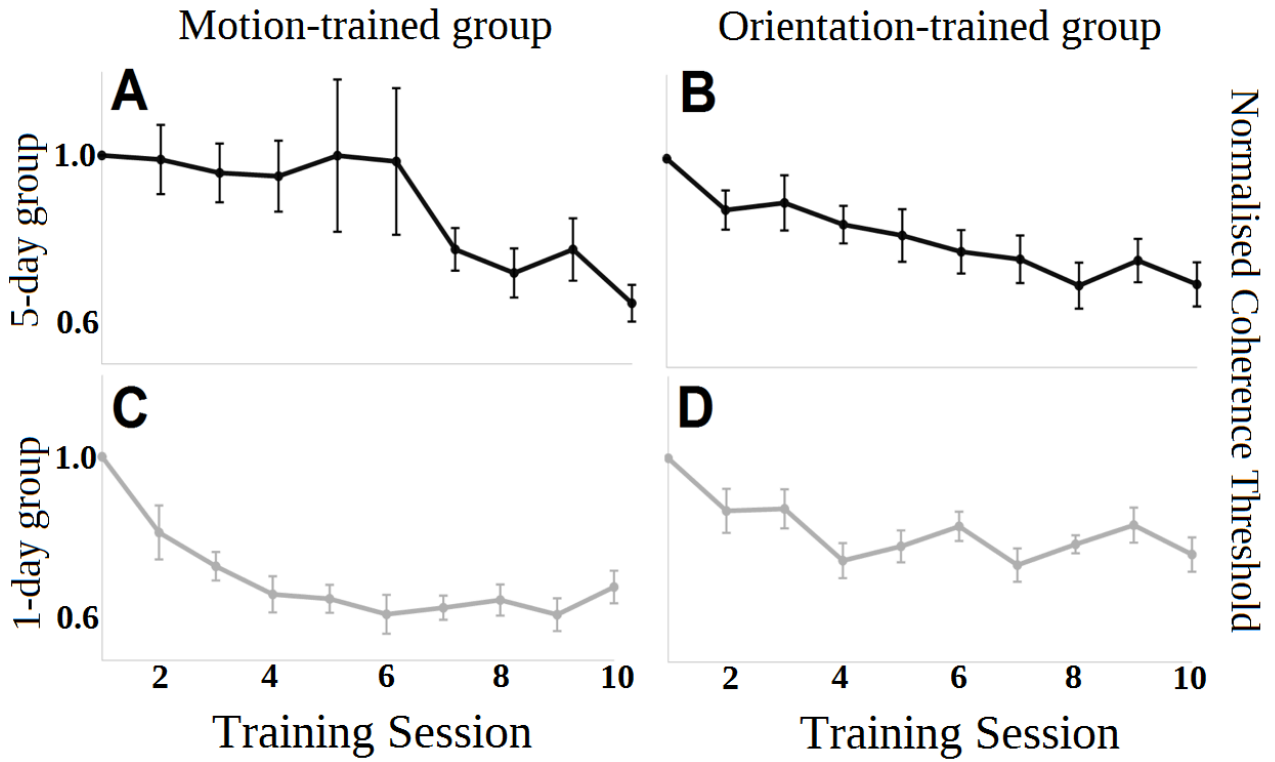 Motion-trained group
Orientation-trained group
A
B
5-day group
1.0
0.6
Normalised Coherence Threshold
C
D
1-day group
1.0
0.6
2 4 6 8 10
2 4 6 8 10
Training Session
Training Session